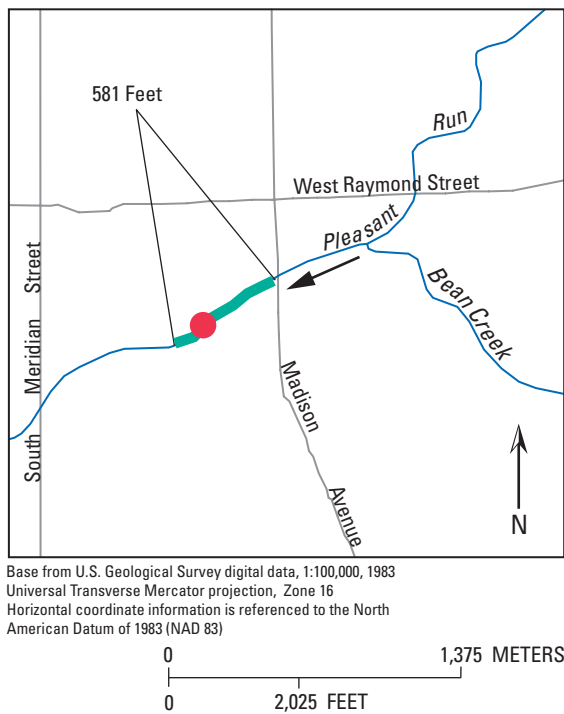 581 Feet
Run
West Raymond Street
Pleasant
South Meridian Street
Bean Creek
Madison Avenue
N
Base from U.S. Geological Survey digital data, 1:100,000, 1983
Universal Transverse Mercator projection, Zone 16
Horizontal coordinate information is referenced to the North
American Datum of 1983 (NAD 83)
0 1,375 METERS
0 2,025 FEET